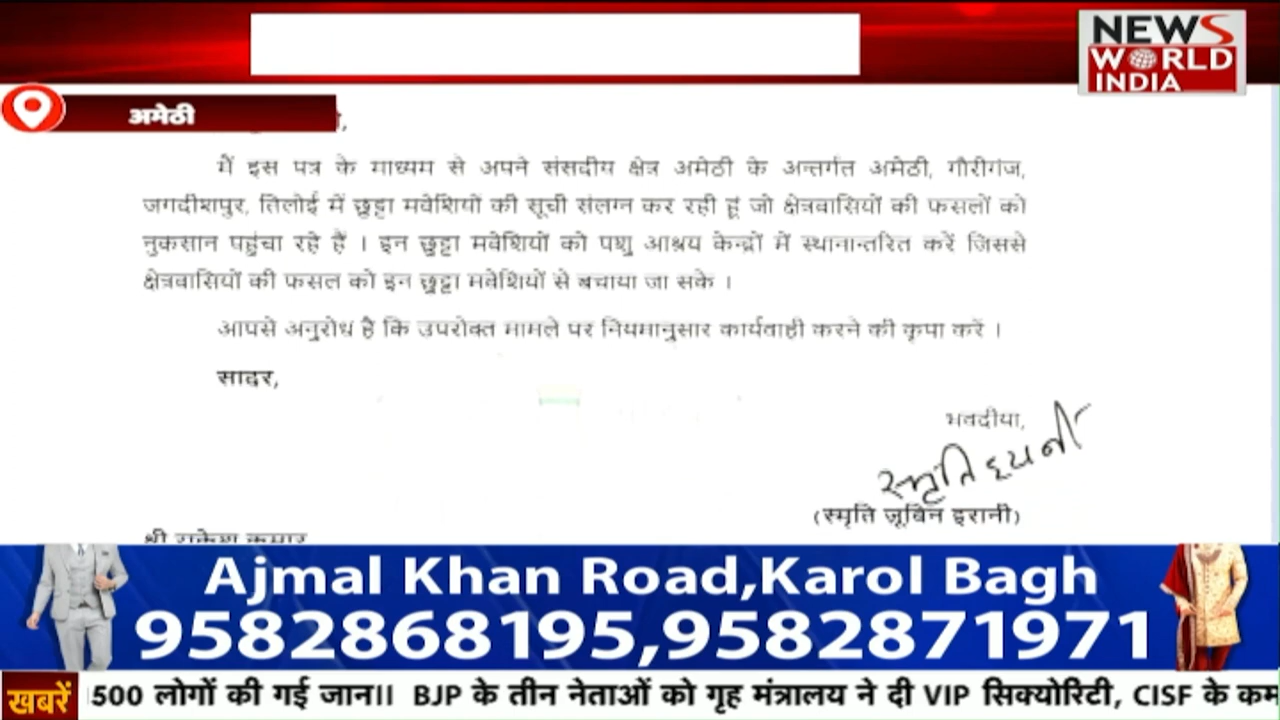 NEWS
WORLD
INDIA
अमेठी
मैं इस पत्र के माध्यम से अपने संसदीय क्षेत्र अमेठी के अन्तर्गत अमेठी, गौरीगंज,
जगदीशपुर, तिलोई में छुट्टा मवेशियों की सूची संलग्न कर रही हूं जो क्षेत्रवासियों की फसलों को
नुकसान पहुंचा रहे हैं । इन छुट्टा मवेशियों को पशु आश्रय केन्द्रों में स्थानान्तरित करें जिससे
क्षेत्रवासियों की फसल को इन छुट्टा मवेशियों से बचाया जा सके ।
आपसे अनुरोध है कि उपरोक्त मामले पर नियमानुसार कार्यवाही करने की कृपा करें ।
सादर,
भवदीया,
स्मृति इरानी
(स्मृति जूबिन इरानी)
श्री राकेश कुमार
Ajmal Khan Road,Karol Bagh
9582868195,9582871971
खबरें 500 लोगों की गई जान।। BJP के तीन नेताओं को गृह मंत्रालय ने दी VIP सिक्योरिटी, CISF के कम